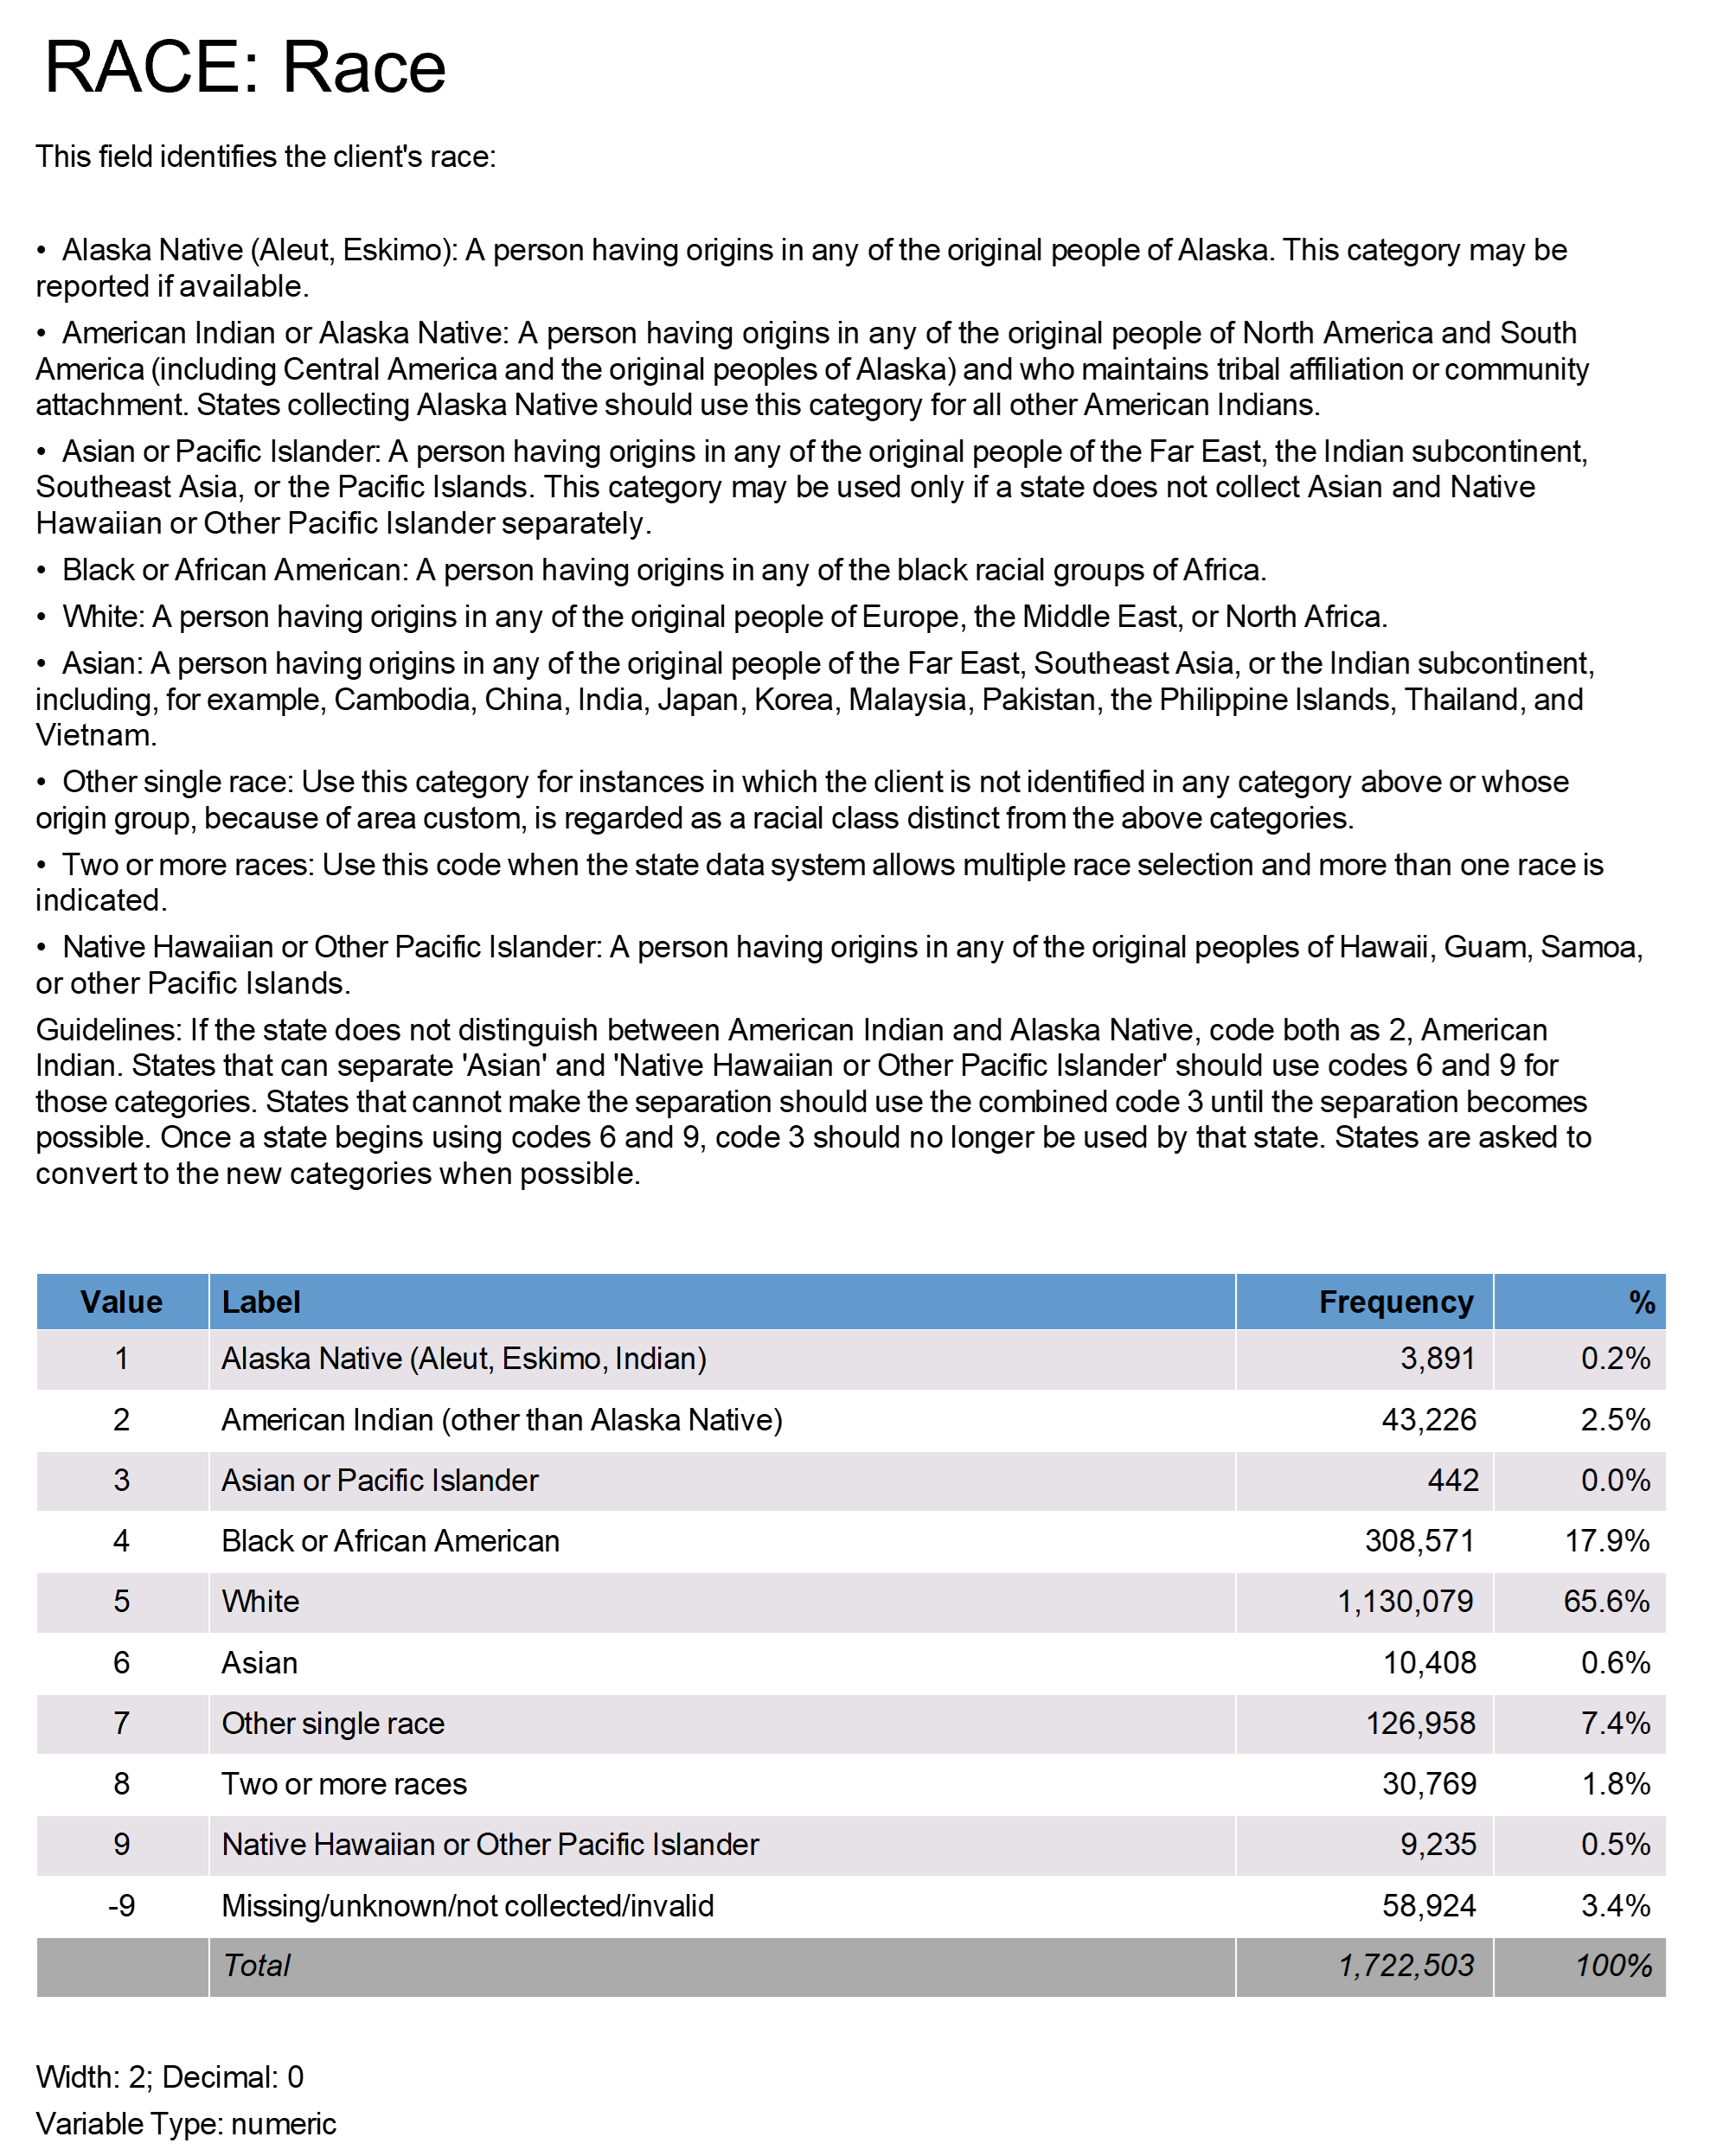 RACE: Race
This field identifies the client's race:
• Alaska Native (Aleut, Eskimo): A person having origins in any of the original people of Alaska. This category may be
reported if available.
• American Indian or Alaska Native: A person having origins in any of the original people of North America and South
America (including Central America and the original peoples of Alaska) and who maintains tribal affiliation or community
attachment. States collecting Alaska Native should use this category for all other American Indians.
• Asian or Pacific Islander: A person having origins in any of the original people of the Far East, the Indian subcontinent,
Southeast Asia, or the Pacific Islands. This category may be used only if a state does not collect Asian and Native
Hawaiian or Other Pacific Islander separately.
• Black or African American: A person having origins in any of the black racial groups of Africa.
• White: A person having origins in any of the original people of Europe, the Middle East, or North Africa.
• Asian: A person having origins in any of the original people of the Far East, Southeast Asia, or the Indian subcontinent,
including, for example, Cambodia, China, India, Japan, Korea, Malaysia, Pakistan, the Philippine Islands, Thailand, and
Vietnam.
• Other single race: Use this category for instances in which the client is not identified in any category above or whose
origin group, because of area custom, is regarded as a racial class distinct from the above categories.
• Two or more races: Use this code when the state data system allows multiple race selection and more than one race is
indicated.
• Native Hawaiian or Other Pacific Islander: A person having origins in any of the original peoples of Hawaii, Guam, Samoa,
or other Pacific Islands.
Guidelines: If the state does not distinguish between American Indian and Alaska Native, code both as 2, American
Indian. States that can separate 'Asian' and 'Native Hawaiian or Other Pacific Islander' should use codes 6 and 9 for
those categories. States that cannot make the separation should use the combined code 3 until the separation becomes
possible. Once a state begins using codes 6 and 9, code 3 should no longer be used by that state. States are asked to
convert to the new categories when possible.
Value Label Frequency %
1 Alaska Native (Aleut, Eskimo, Indian) 3,891 0.2%
2 American Indian (other than Alaska Native) 43,226 2.5%
3 Asian or Pacific Islander 442 0.0%
4 Black or African American 308,571 17.9%
5 White 1,130,079 65.6%
6 Asian 10,408 0.6%
7 Other single race 126,958 7.4%
8 Two or more races 30,769 1.8%
9 Native Hawaiian or Other Pacific Islander 9,235 0.5%
-9 Missing/unknown/not collected/invalid 58,924 3.4%
Total 1,722,503 100%
Width: 2; Decimal: 0
Variable Type: numeric